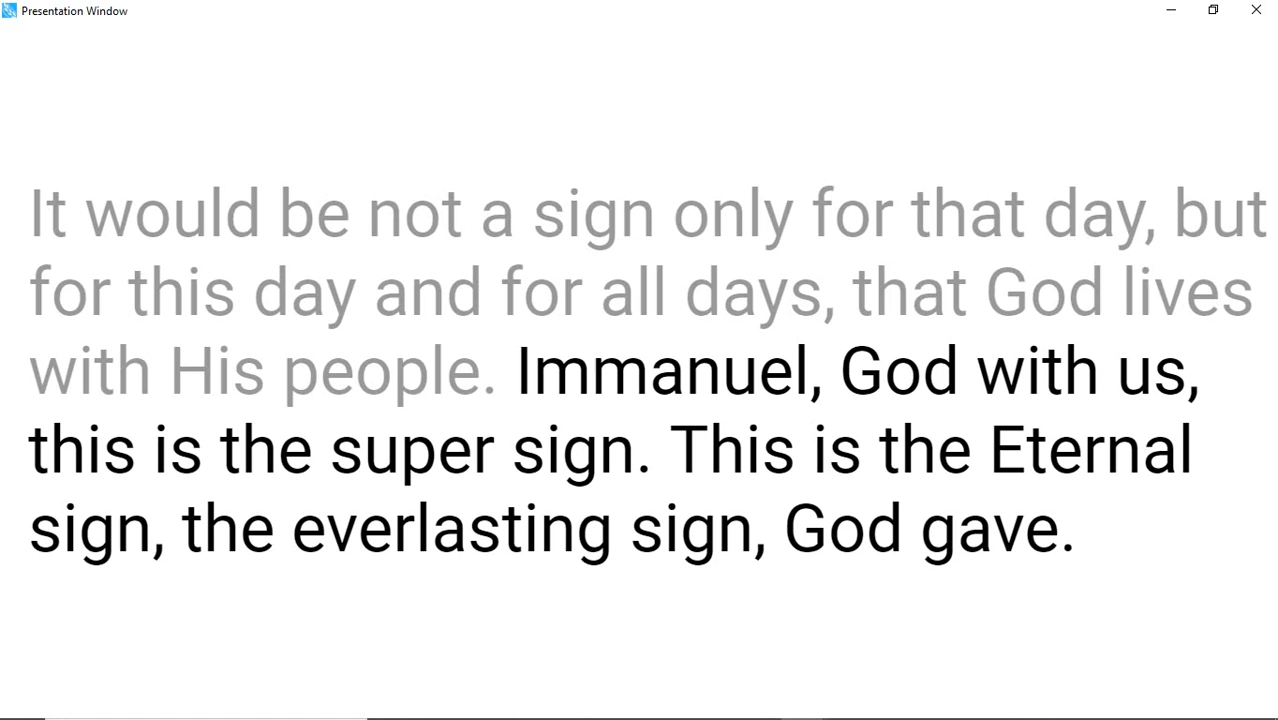 Presentation Window
It would be not a sign only for that day, but
for this day and for all days, that God lives
with His people. Immanuel, God with us,
this is the super sign. This is the Eternal
sign, the everlasting sign, God gave.